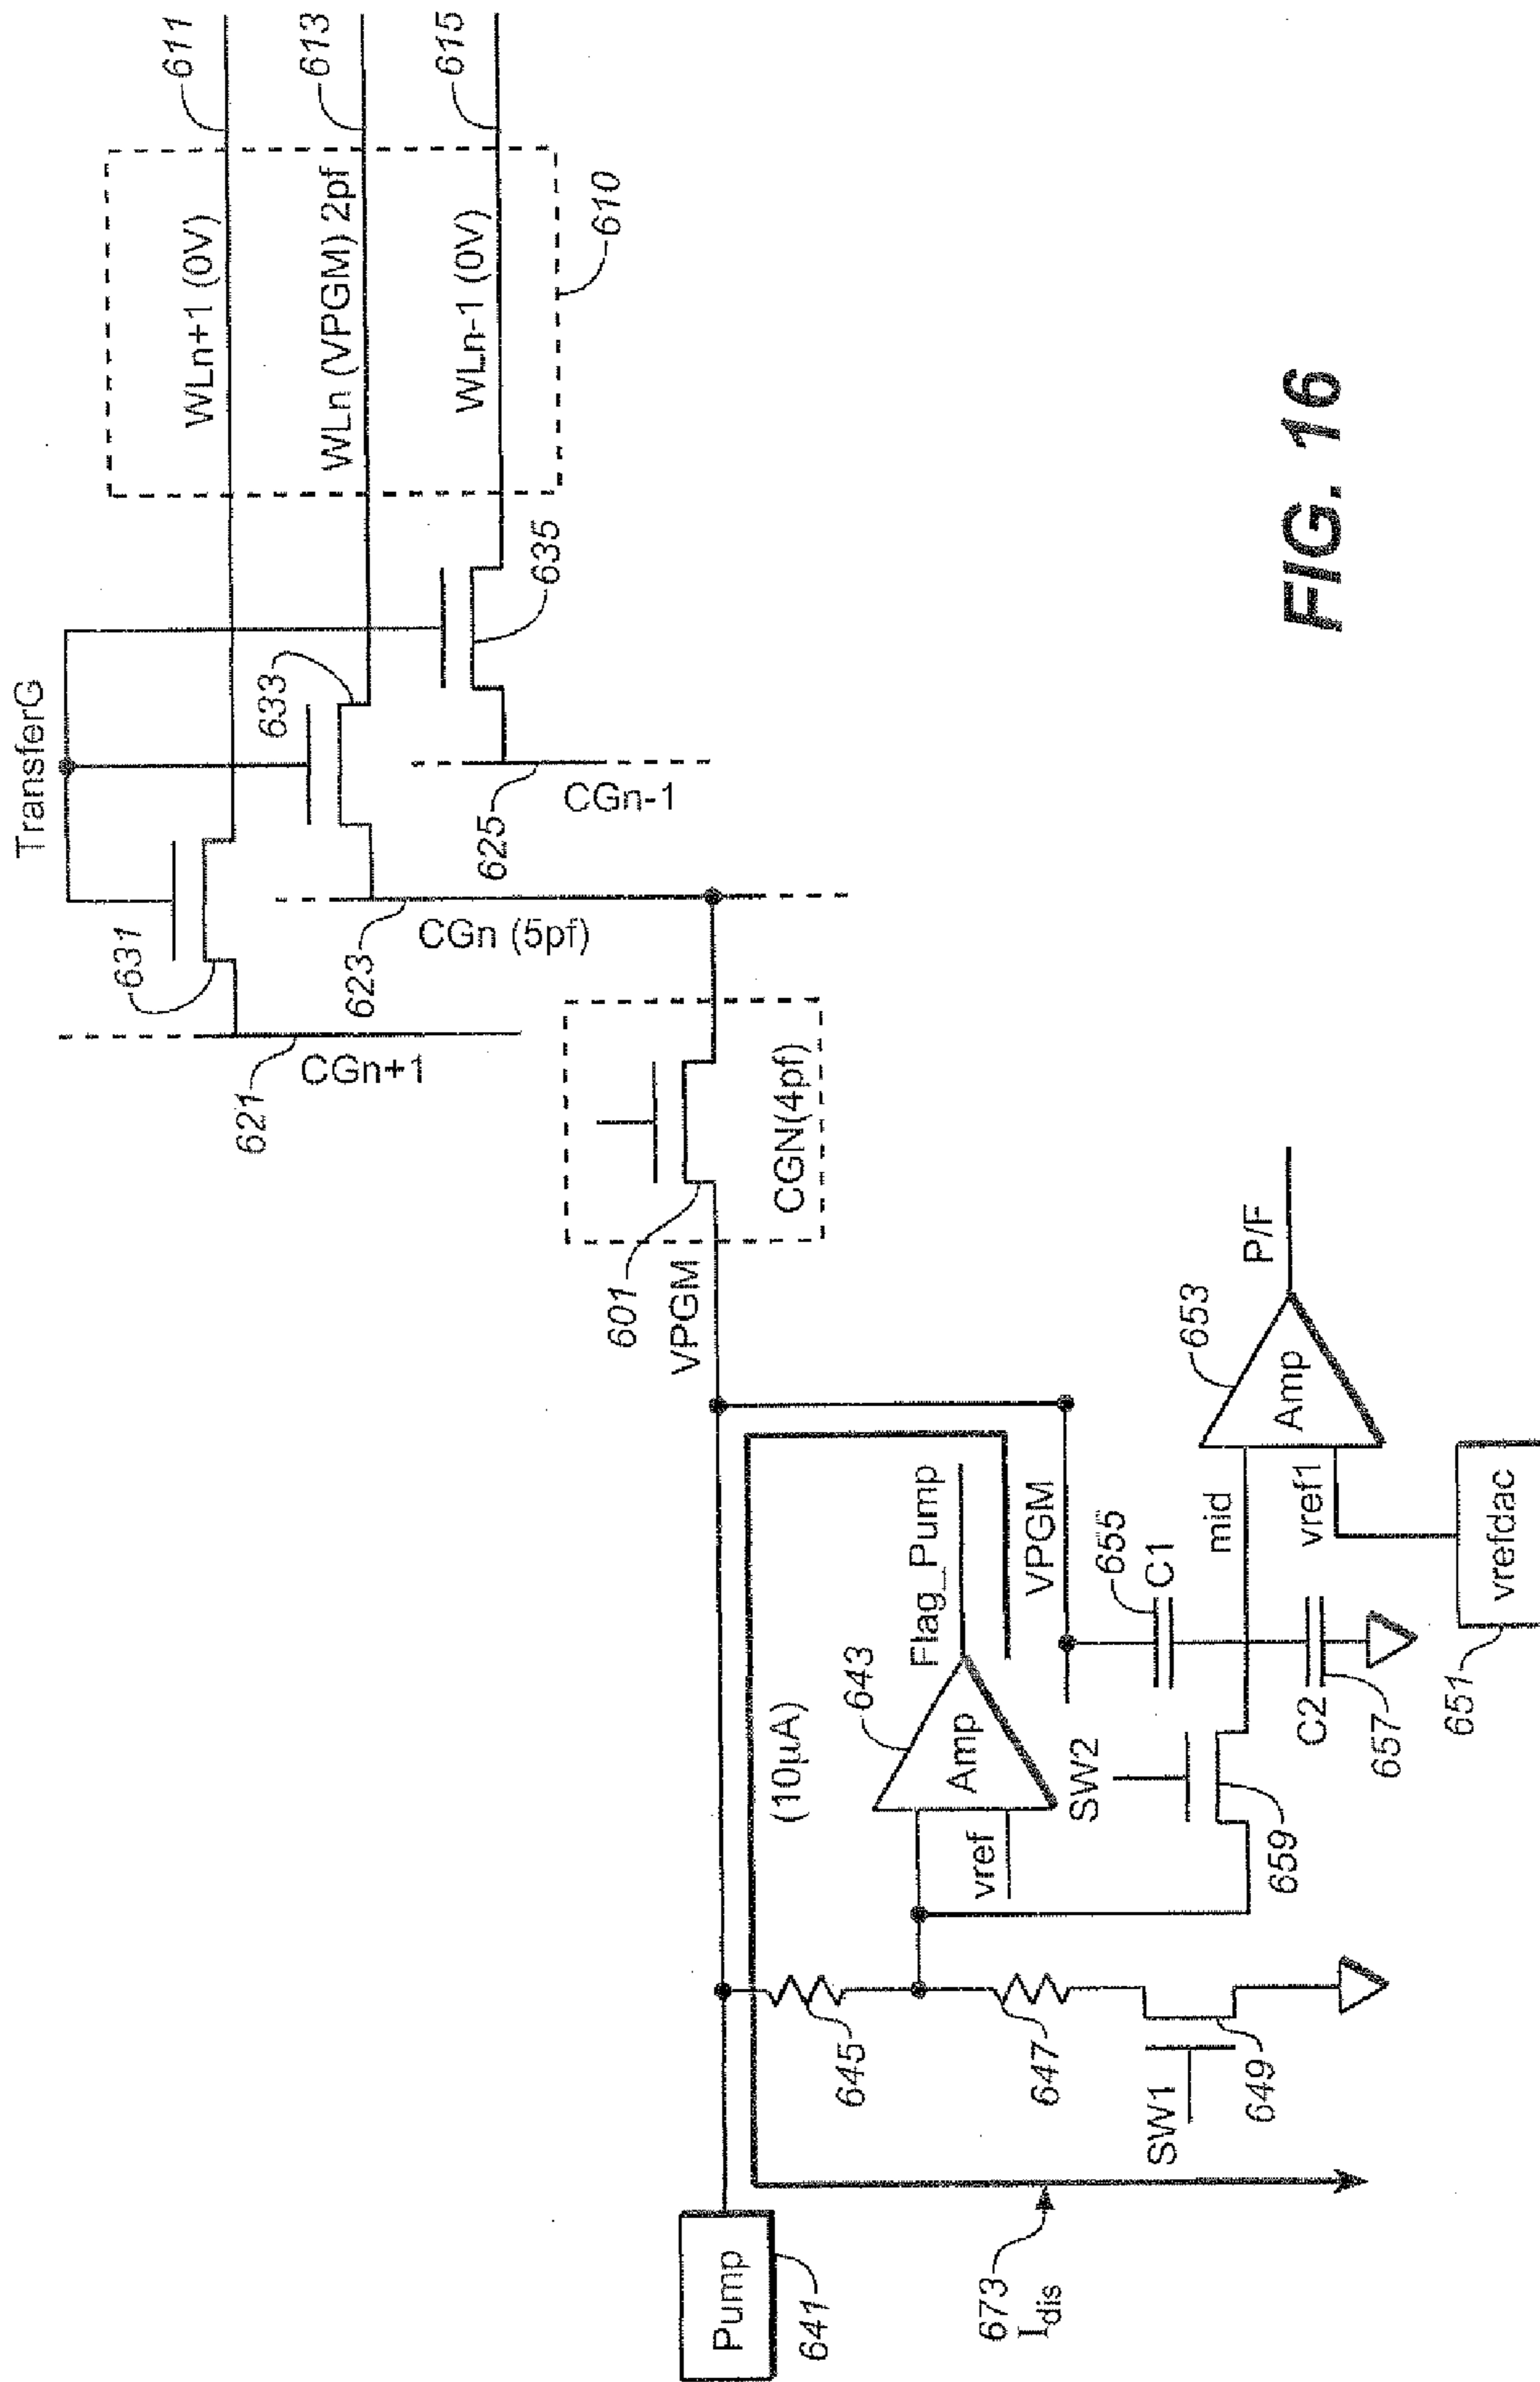 TransferG
611
613
615
WLn+1 (0V)
WLn (VPGM) 2pf
WLn-1 (0V)
610
631
633
635
621
CGn+1
623
CGn (5pf)
625
CGn-1
601
VPGM
CGN(4pf)
Pump
641
673
I_dis
(10µA)
645
647
SW1
649
vref
Amp
643
Flag_Pump
VPGM
SW2
659
655
C1
C2
657
mid
vref1
Amp
653
P/F
vrefdac
651
FIG. 16